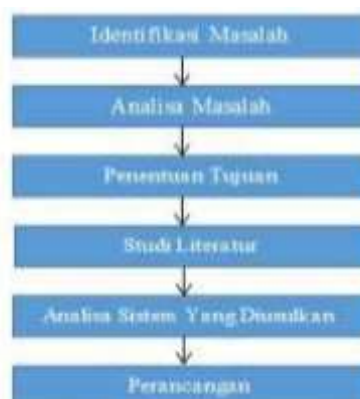 Identifikasi Masalah
Analisa Masalah
Penentuan Tujuan
Studi Literatur
Analisa Sistem Yang Diusulkan
Perancangan